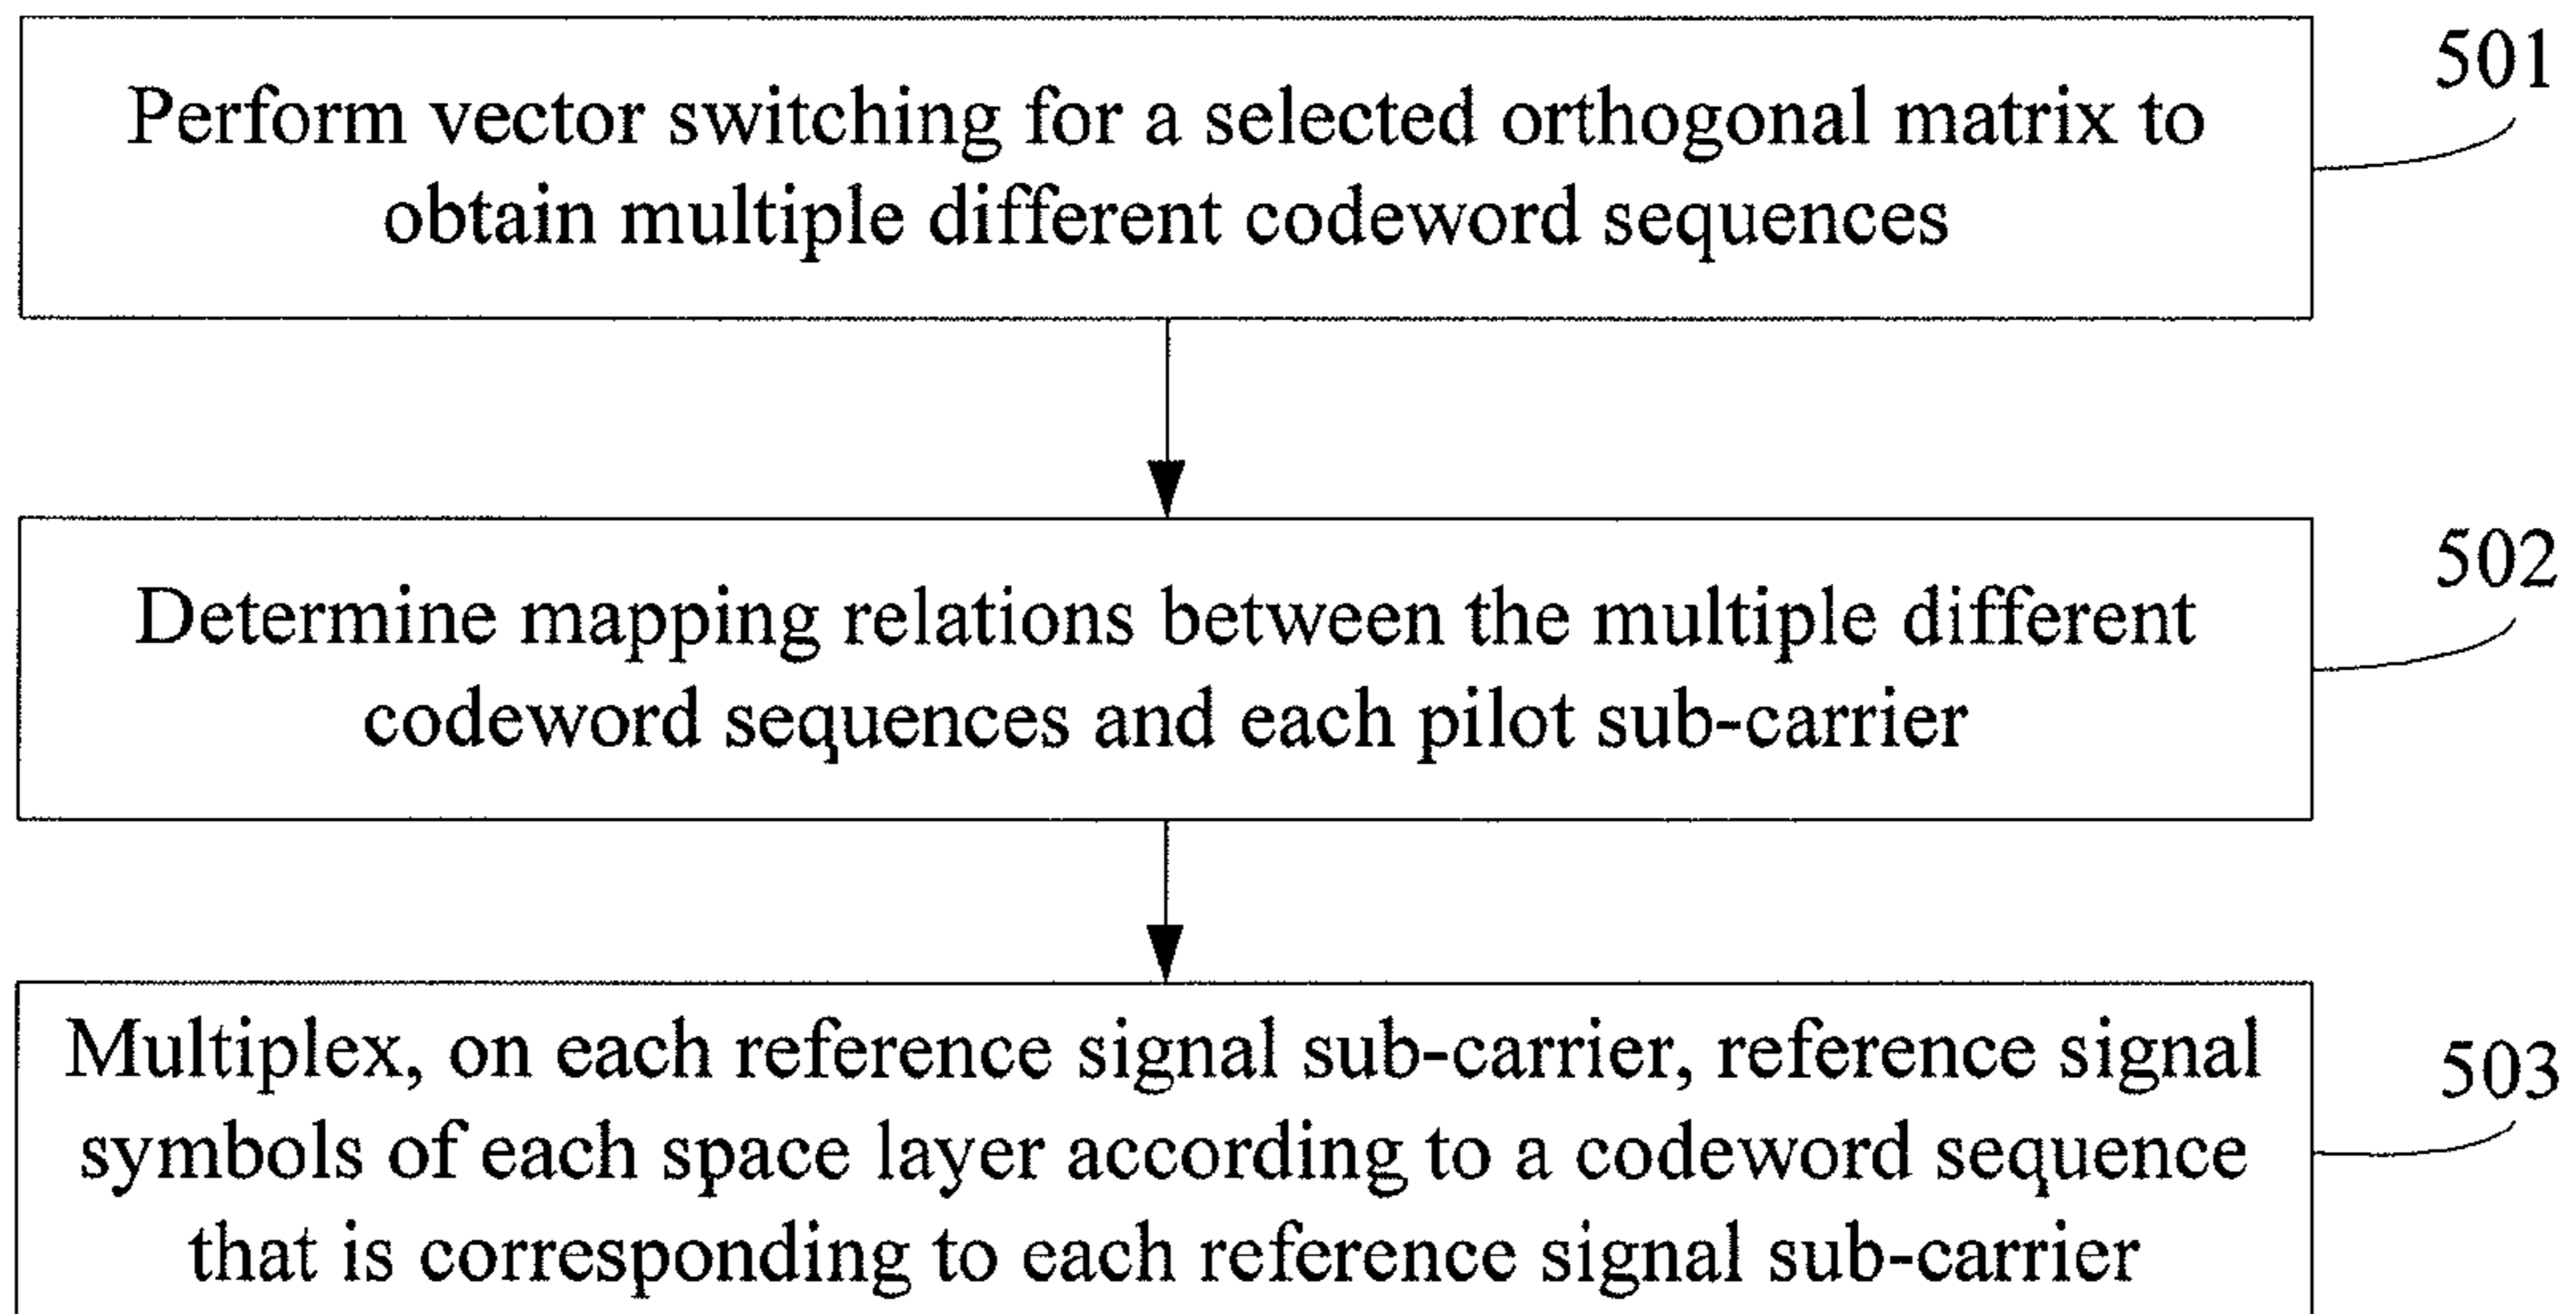 501
Perform vector switching for a selected orthogonal matrix to
obtain multiple different codeword sequences
502
Determine mapping relations between the multiple different
codeword sequences and each pilot sub-carrier
503
Multiplex, on each reference signal sub-carrier, reference signal
symbols of each space layer according to a codeword sequence
that is corresponding to each reference signal sub-carrier